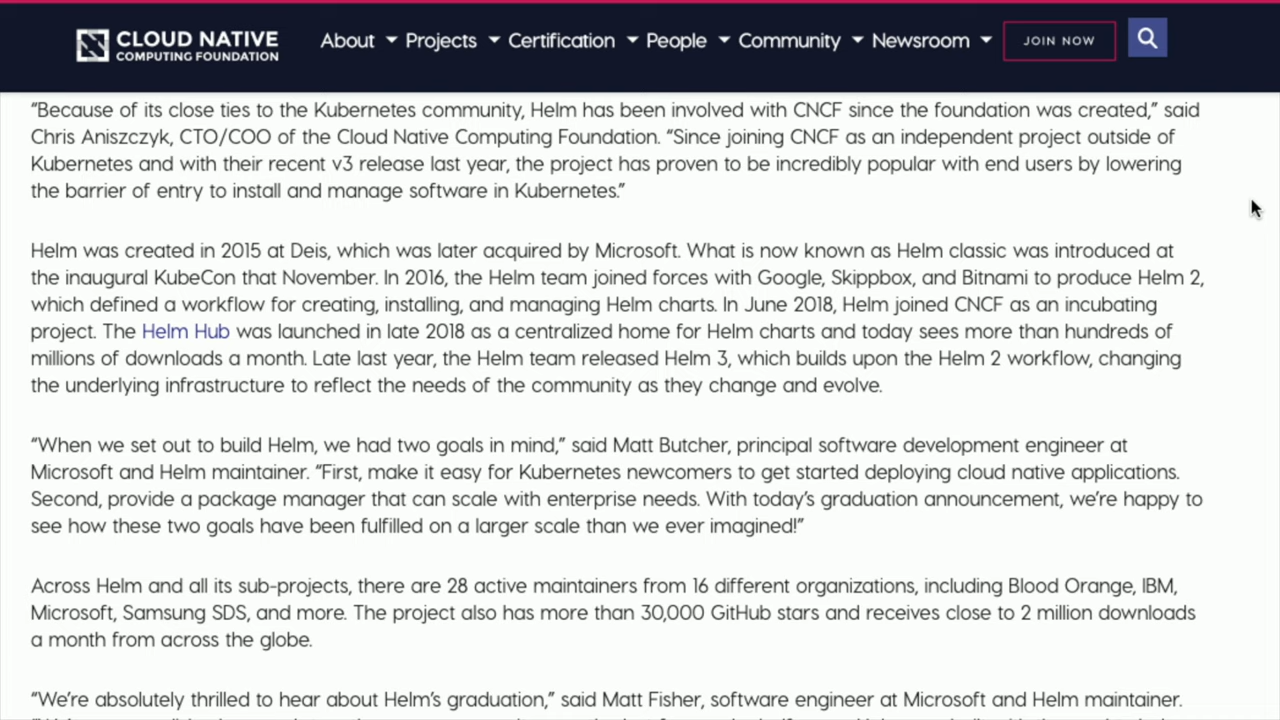 CLOUD NATIVE
COMPUTING FOUNDATION
About Projects Certification People Community Newsroom JOIN NOW
“Because of its close ties to the Kubernetes community, Helm has been involved with CNCF since the foundation was created,” said
Chris Aniszczyk, CTO/COO of the Cloud Native Computing Foundation. “Since joining CNCF as an independent project outside of
Kubernetes and with their recent v3 release last year, the project has proven to be incredibly popular with end users by lowering
the barrier of entry to install and manage software in Kubernetes.”
Helm was created in 2015 at Deis, which was later acquired by Microsoft. What is now known as Helm classic was introduced at
the inaugural KubeCon that November. In 2016, the Helm team joined forces with Google, Skippbox, and Bitnami to produce Helm 2,
which defined a workflow for creating, installing, and managing Helm charts. In June 2018, Helm joined CNCF as an incubating
project. The Helm Hub was launched in late 2018 as a centralized home for Helm charts and today sees more than hundreds of
millions of downloads a month. Late last year, the Helm team released Helm 3, which builds upon the Helm 2 workflow, changing
the underlying infrastructure to reflect the needs of the community as they change and evolve.
“When we set out to build Helm, we had two goals in mind,” said Matt Butcher, principal software development engineer at
Microsoft and Helm maintainer. “First, make it easy for Kubernetes newcomers to get started deploying cloud native applications.
Second, provide a package manager that can scale with enterprise needs. With today’s graduation announcement, we’re happy to
see how these two goals have been fulfilled on a larger scale than we ever imagined!”
Across Helm and all its sub-projects, there are 28 active maintainers from 16 different organizations, including Blood Orange, IBM,
Microsoft, Samsung SDS, and more. The project also has more than 30,000 GitHub stars and receives close to 2 million downloads
a month from across the globe.
“We’re absolutely thrilled to hear about Helm’s graduation,” said Matt Fisher, software engineer at Microsoft and Helm maintainer.